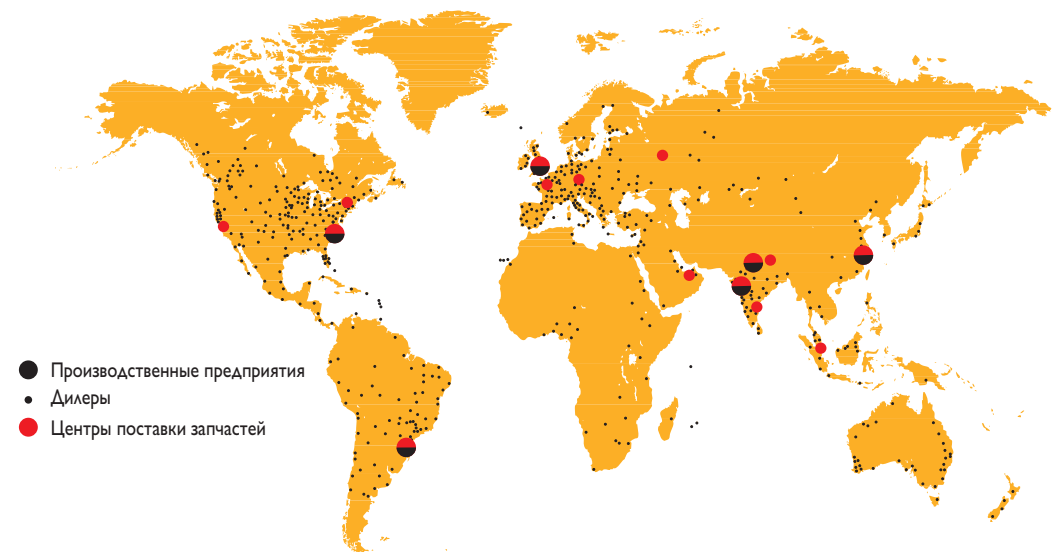 Производственные предприятия
Дилеры
Центры поставки запчастей